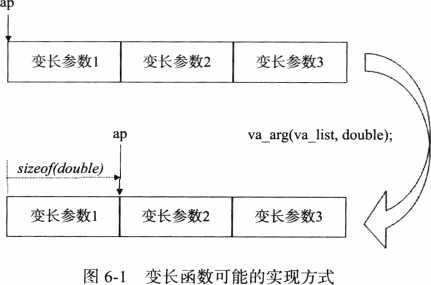 ap
变长参数1 变长参数2 变长参数3
va_arg(va_list, double);
ap
sizeof(double)
变长参数1 变长参数2 变长参数3
图 6-1 变长函数可能的实现方式